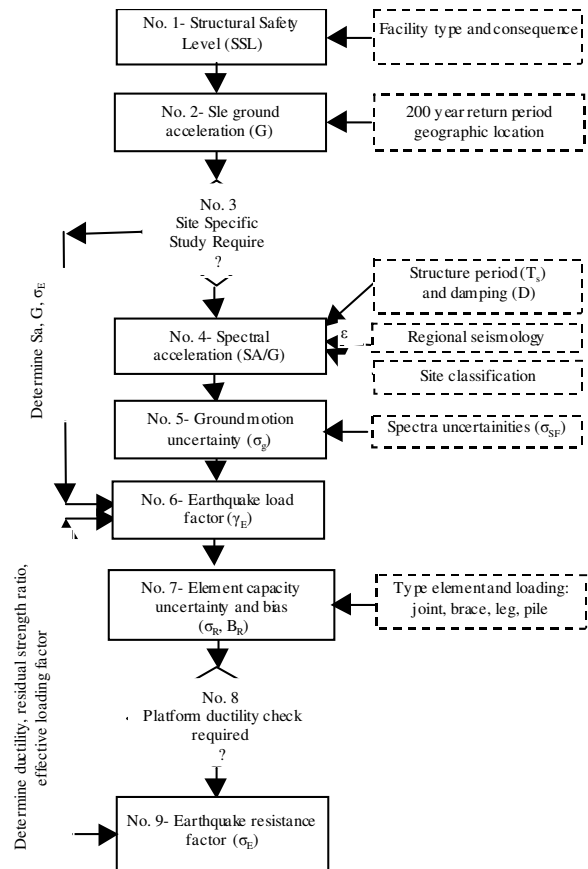 No. 1- Structural Safety
Level (SSL)
Facility type and consequence
No. 2- Sle ground
acceleration (G)
200 year return period
geographic location
No. 3
Site Specific
Study Require
?
Determine Sa, G, σE
Structure period (Ts)
and damping (D)
No. 4- Spectral
acceleration (SA/G)
ε
Regional seismology
Site classification
No. 5- Ground motion
uncertainty (σg)
Spectra uncertainities (σSF)
No. 6- Earthquake load
factor (γE)
No. 7- Element capacity
uncertainty and bias
(σR, BR)
Type element and loading:
joint, brace, leg, pile
Determine ductility, residual strength ratio,
effective loading factor
No. 8
Platform ductility check
required
?
No. 9- Earthquake resistance
factor (σE)